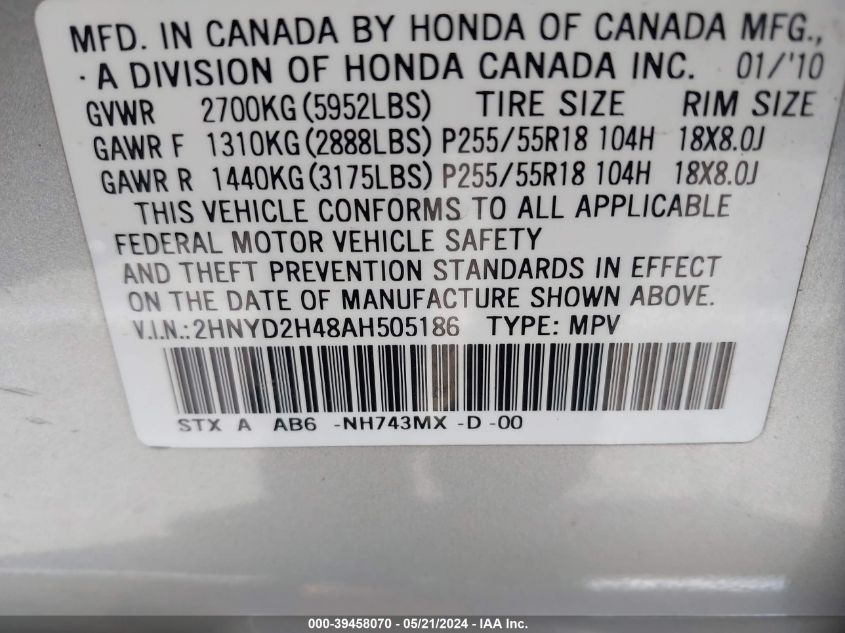 MFD. IN CANADA BY HONDA OF CANADA MFG.,
· A DIVISION OF HONDA CANADA INC. 01/'10
GVWR 2700KG(5952LBS) TIRE SIZE RIM SIZE
GAWR F 1310KG(2888LBS) P255/55R18 104H 18X8.0J
GAWR R 1440KG(3175LBS) P255/55R18 104H 18X8.0J
THIS VEHICLE CONFORMS TO ALL APPLICABLE
FEDERAL MOTOR VEHICLE SAFETY
AND THEFT PREVENTION STANDARDS IN EFFECT
ON THE DATE OF MANUFACTURE SHOWN ABOVE.
V.I.N.:2HNYD2H48AH505186 TYPE: MPV
STX A AB6 -NH743MX -D -00
000-39458070 - 05/21/2024 - IAA Inc.